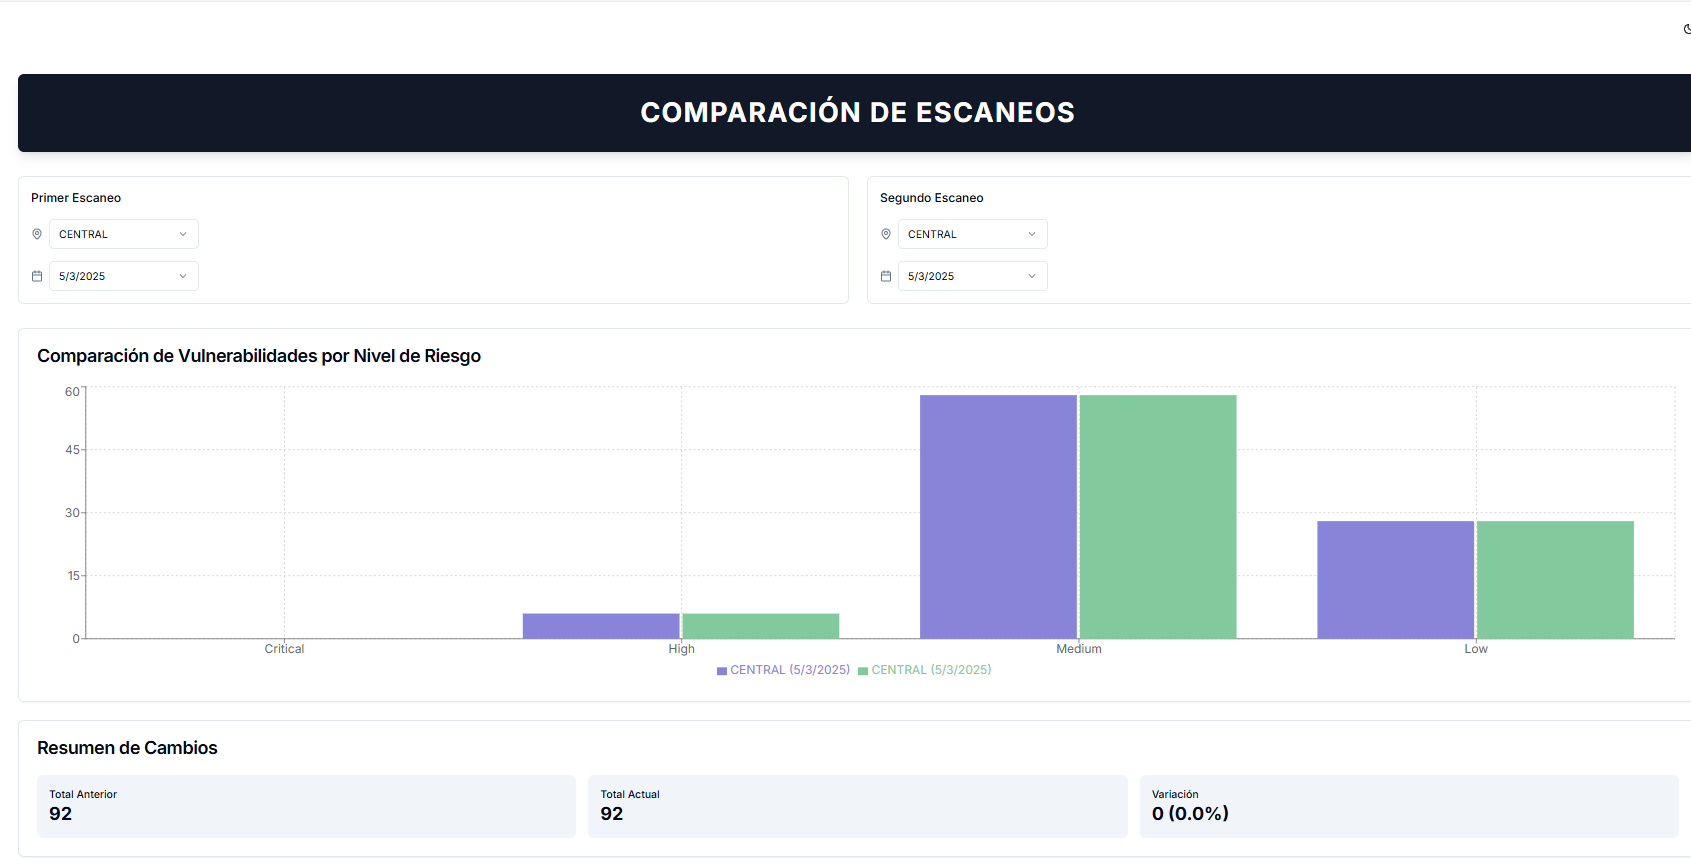 COMPARACIÓN DE ESCANEOS
Primer Escaneo
CENTRAL
5/3/2025
Segundo Escaneo
CENTRAL
5/3/2025
Comparación de Vulnerabilidades por Nivel de Riesgo
60
45
30
15
0
Critical
High
Medium
Low
CENTRAL (5/3/2025)
CENTRAL (5/3/2025)
Resumen de Cambios
Total Anterior
92
Total Actual
92
Variación
0 (0.0%)